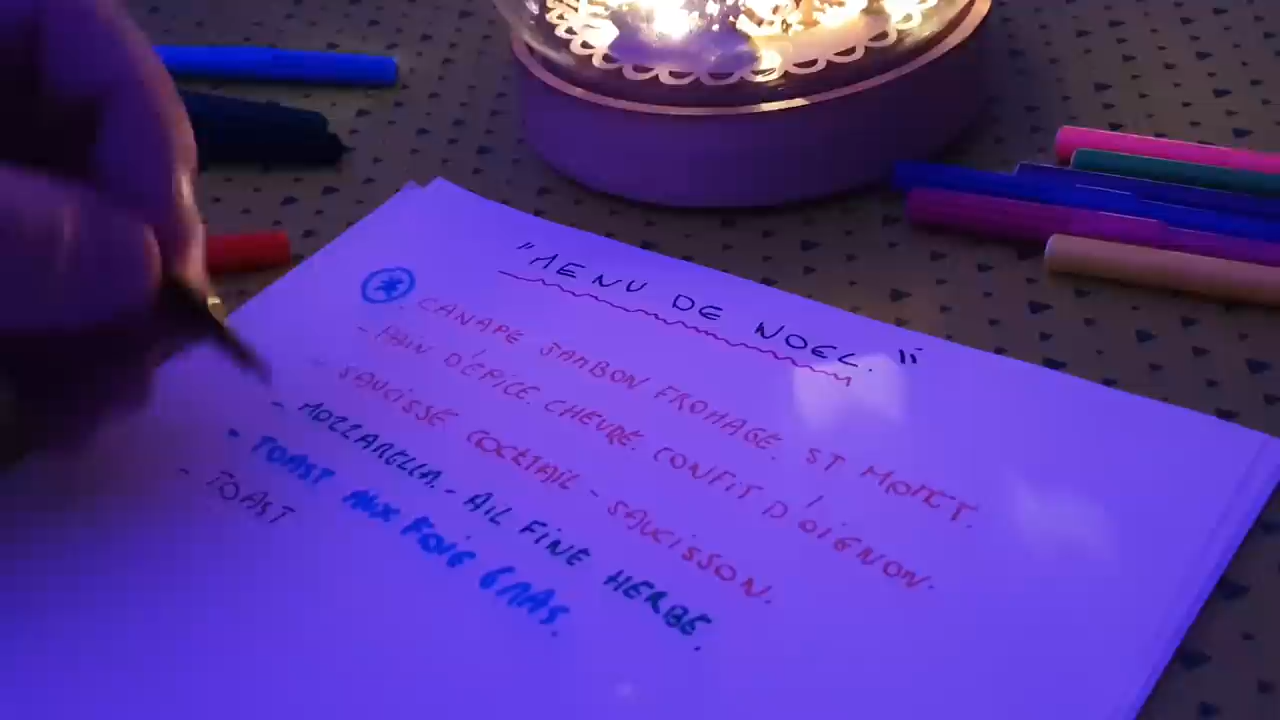 "MENU DE NOEL."
CANAPE JAMBON FROMAGE. ST MORET.
- PAIN D'ÉPICE. CHEVRE. CONFIT D'OIGNON.
- SAUCISSE COCKTAIL - SAUCISSON.
- MOZZARELLA. - AIL FINE HERBE.
- TOAST AUX FOIE GRAS.
- TOAST